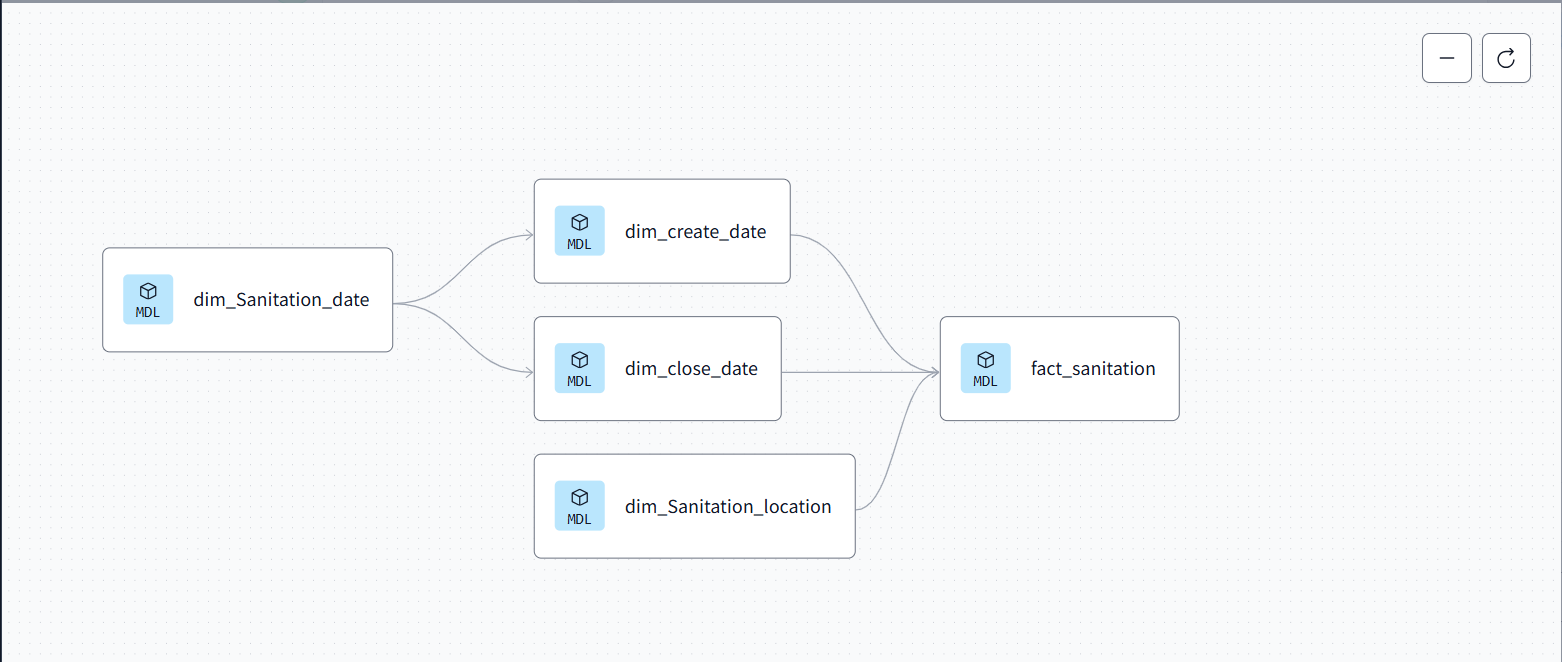 MDL
dim_Sanitation_date
MDL
dim_create_date
MDL
dim_close_date
MDL
dim_Sanitation_location
MDL
fact_sanitation